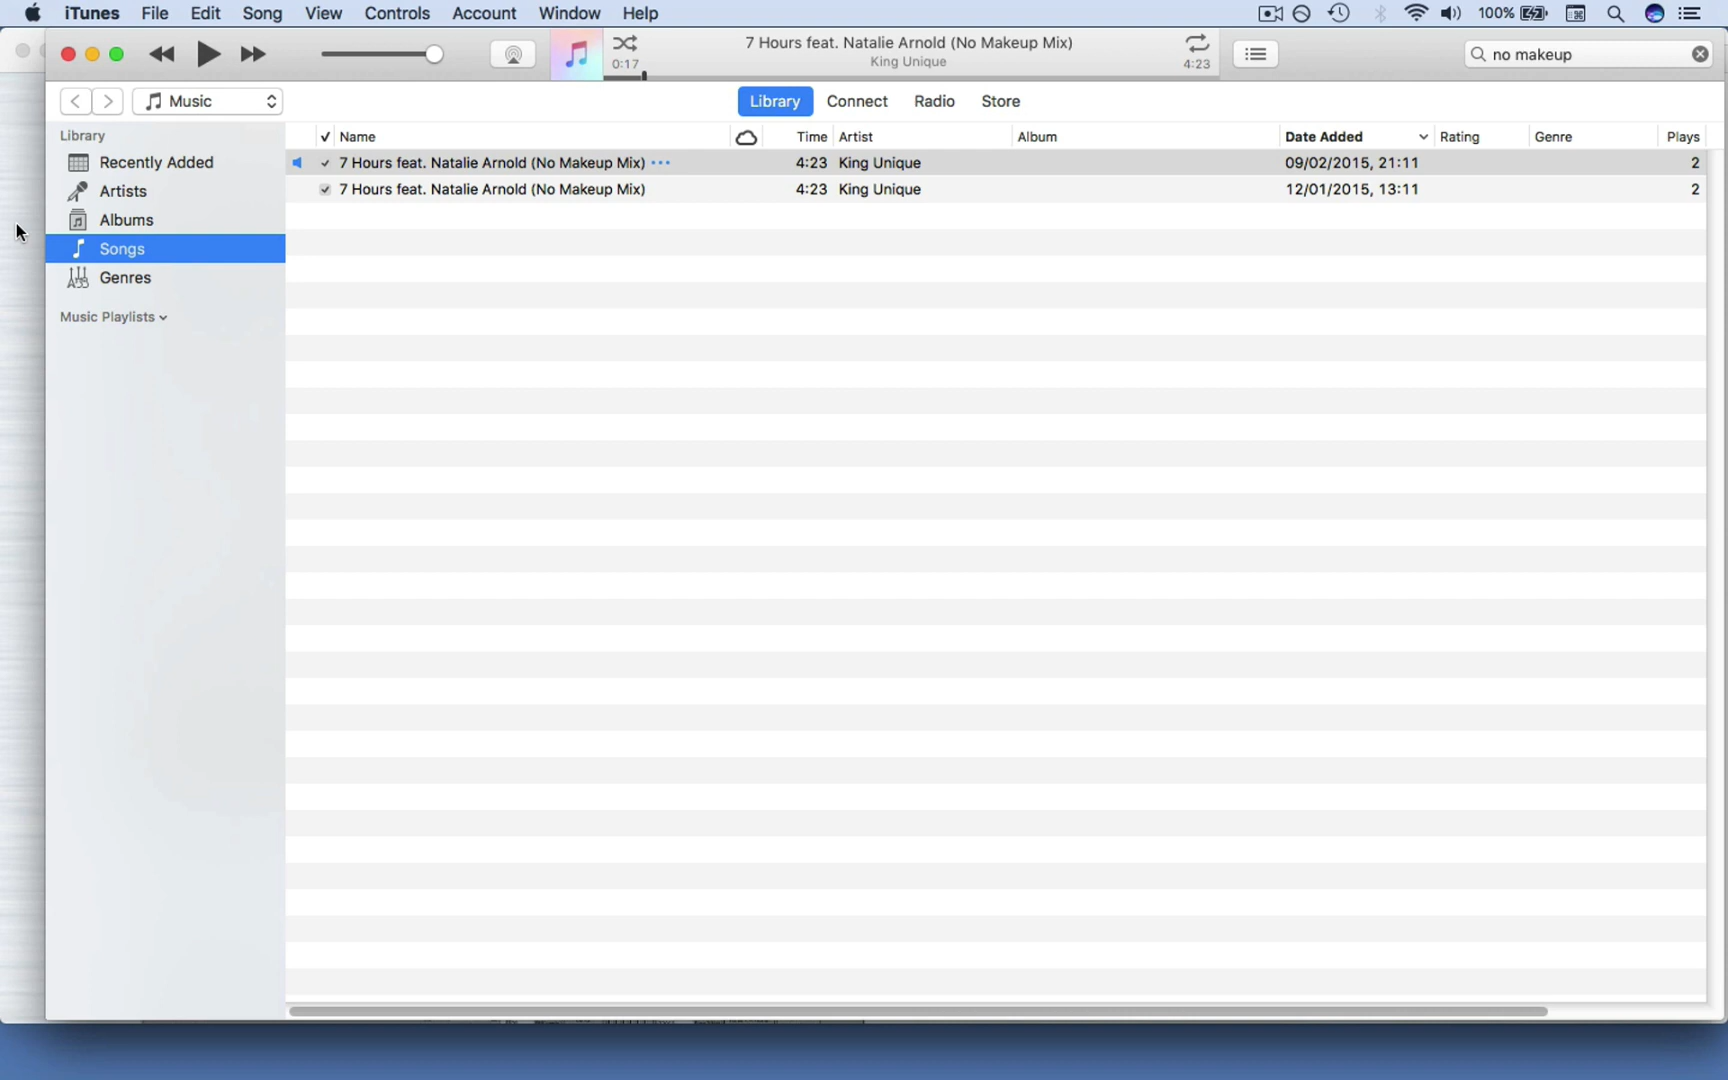 iTunes File Edit Song View Controls Account Window Help 100%
0:17 7 Hours feat. Natalie Arnold (No Makeup Mix) 4:23 no makeup
King Unique
Music Library Connect Radio Store
Library
Recently Added
Artists
Albums
Songs
Genres
Music Playlists
Name Time Artist Album Date Added Rating Genre Plays
7 Hours feat. Natalie Arnold (No Makeup Mix) 4:23 King Unique 09/02/2015, 21:11 2
7 Hours feat. Natalie Arnold (No Makeup Mix) 4:23 King Unique 12/01/2015, 13:11 2